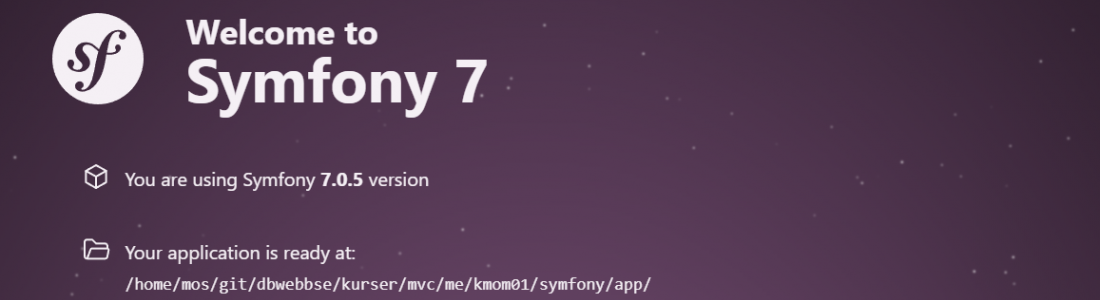 sf
Welcome to
Symfony 7
You are using Symfony 7.0.5 version
Your application is ready at:
/home/mos/git/dbwebbse/kurser/mvc/me/kmom01/symfony/app/